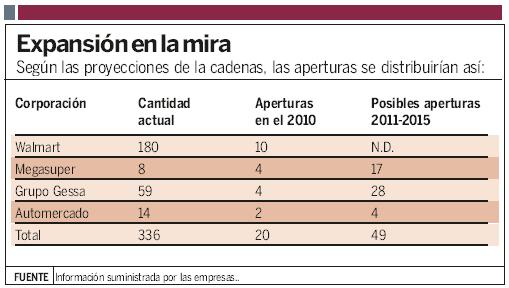 Expansión en la mira
Según las proyecciones de la cadenas, las aperturas se distribuirían así:
Corporación Cantidad actual Aperturas en el 2010 Posibles aperturas 2011-2015
Walmart 180 10 N.D.
Megasuper 8 4 17
Grupo Gessa 59 4 28
Automercado 14 2 4
Total 336 20 49
FUENTE Información suministrada por las empresas..